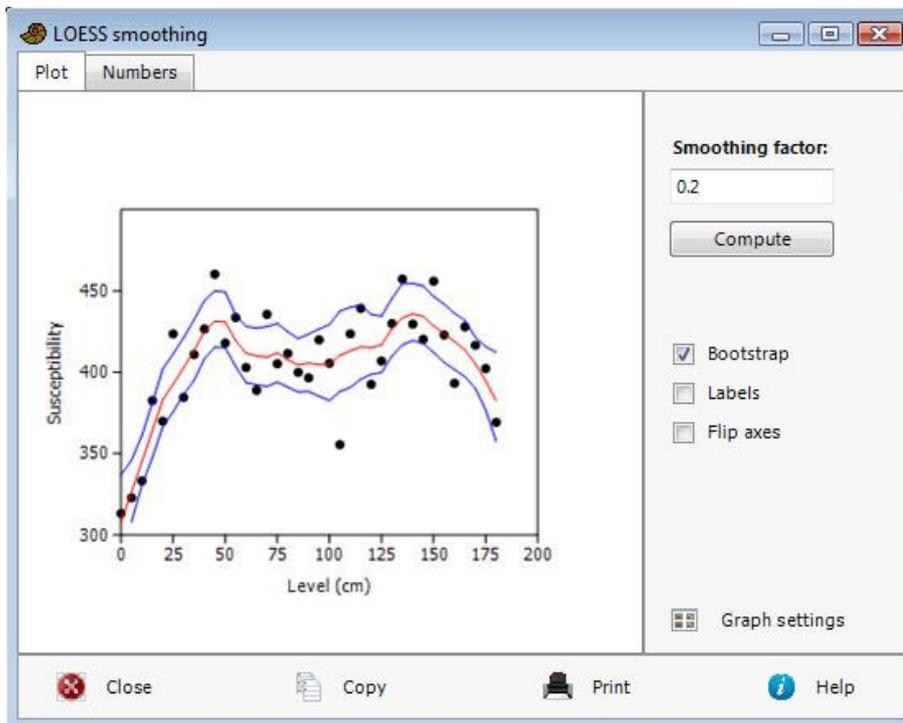 LOESS smoothing
Plot Numbers
Smoothing factor:
0.2
Compute
450
400
350
300
Susceptibility
0 25 50 75 100 125 150 175 200
Level (cm)
Bootstrap
Labels
Flip axes
Graph settings
Close Copy Print Help